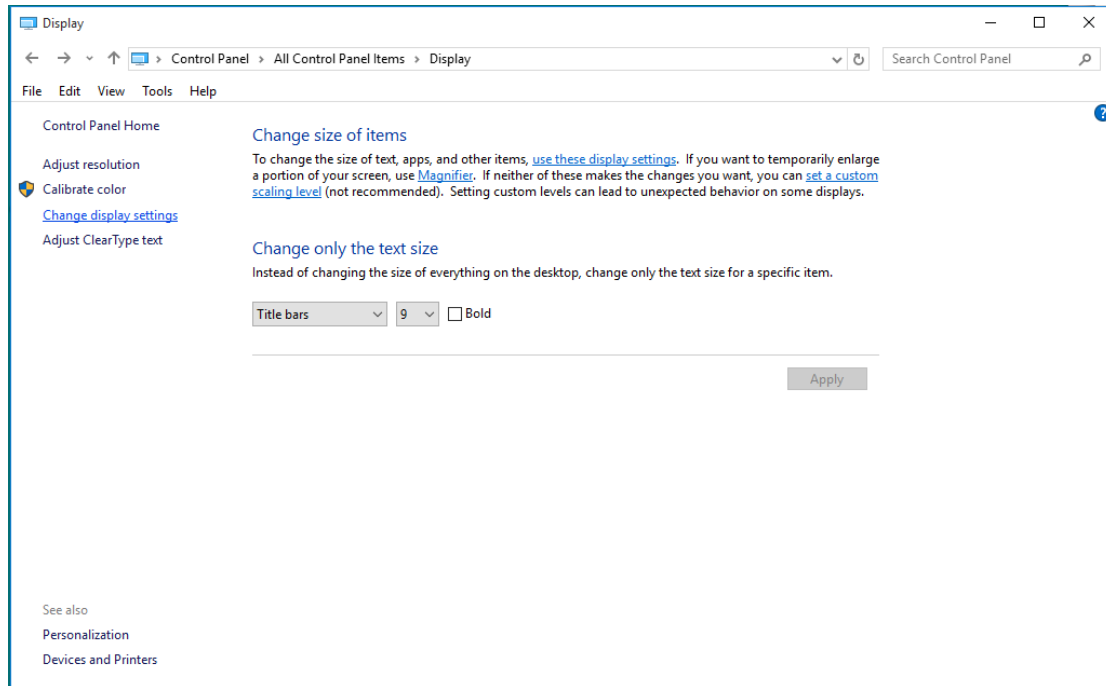 Display
Control Panel > All Control Panel Items > Display
Search Control Panel
File Edit View Tools Help
Control Panel Home
Adjust resolution
Calibrate color
Change display settings
Adjust ClearType text
Change size of items
To change the size of text, apps, and other items, use these display settings. If you want to temporarily enlarge
a portion of your screen, use Magnifier. If neither of these makes the changes you want, you can set a custom
scaling level (not recommended). Setting custom levels can lead to unexpected behavior on some displays.
Change only the text size
Instead of changing the size of everything on the desktop, change only the text size for a specific item.
Title bars 9 Bold
Apply
See also
Personalization
Devices and Printers